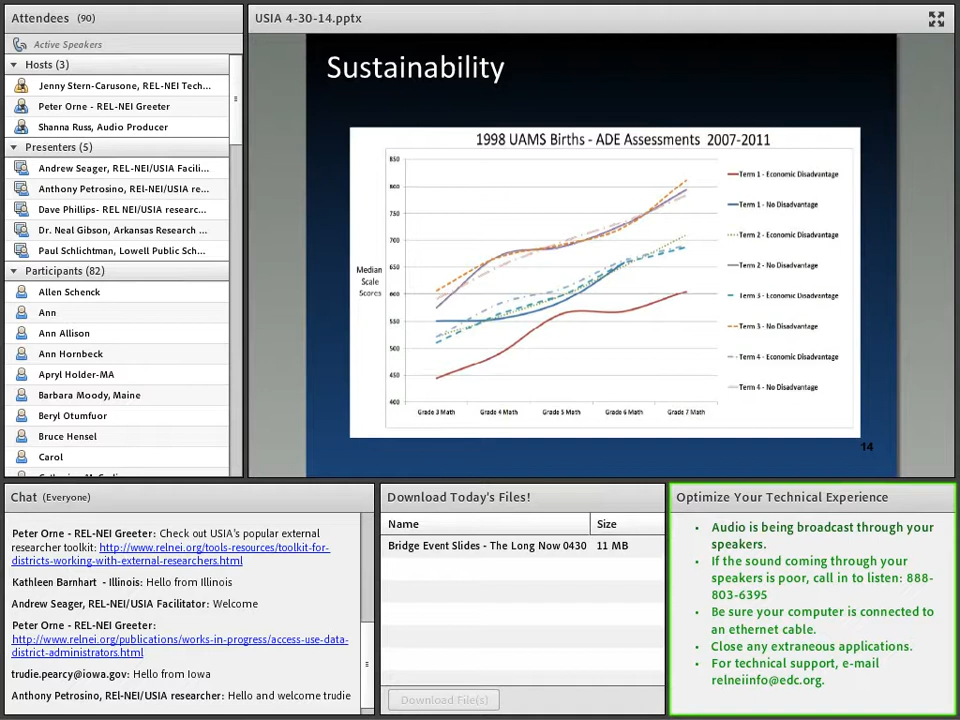 Attendees (90)
Active Speakers
Hosts (3)
Jenny Stern-Carusone, REL-NEI Tech...
Peter Orne - REL-NEI Greeter
Shanna Russ, Audio Producer
Presenters (5)
Andrew Seager, REL-NEI/USIA Facili...
Anthony Petrosino, REl-NEI/USIA re...
Dave Phillips- REL NEI/USIA researc...
Dr. Neal Gibson, Arkansas Research ...
Paul Schlichtman, Lowell Public Sch...
Participants (82)
Allen Schenck
Ann
Ann Allison
Ann Hornbeck
Apryl Holder-MA
Barbara Moody, Maine
Beryl Otumfuor
Bruce Hensel
Carol
USIA 4-30-14.pptx
Sustainability
1998 UAMS Births - ADE Assessments 2007-2011
850
800
750
700
650
600
550
500
450
400
Median
Scale
Scores
Grade 3 Math
Grade 4 Math
Grade 5 Math
Grade 6 Math
Grade 7 Math
Term 1 - Economic Disadvantage
Term 1 - No Disadvantage
Term 2 - Economic Disadvantage
Term 2 - No Disadvantage
Term 3 - Economic Disadvantage
Term 3 - No Disadvantage
Term 4 - Economic Disadvantage
Term 4 - No Disadvantage
14
Chat (Everyone)
Peter Orne - REL-NEI Greeter: Check out USIA's popular external
researcher toolkit: http://www.relnei.org/tools-resources/toolkit-for-
districts-working-with-external-researchers.html
Kathleen Barnhart - Illinois: Hello from Illinois
Andrew Seager, REL-NEI/USIA Facilitator: Welcome
Peter Orne - REL-NEI Greeter:
http://www.relnei.org/publications/works-in-progress/access-use-data-
district-administrators.html
trudie.pearcy@iowa.gov: Hello from Iowa
Anthony Petrosino, REl-NEI/USIA researcher: Hello and welcome trudie
Download Today's Files!
Name Size
Bridge Event Slides - The Long Now 0430 11 MB
Download File(s)
Optimize Your Technical Experience
• Audio is being broadcast through your
speakers.
• If the sound coming through your
speakers is poor, call in to listen: 888-
803-6395
• Be sure your computer is connected to
an ethernet cable.
• Close any extraneous applications.
• For technical support, e-mail
relneiinfo@edc.org.